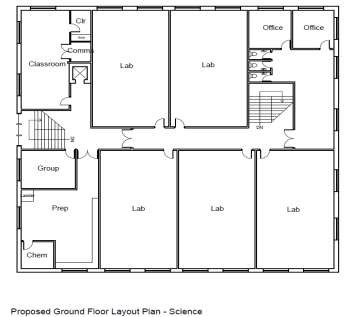 Clr
Office
Office
Comms
Classroom
Lab
Lab
DN
Group
Prep
Lab
Lab
Lab
Chem
Proposed Ground Floor Layout Plan - Science